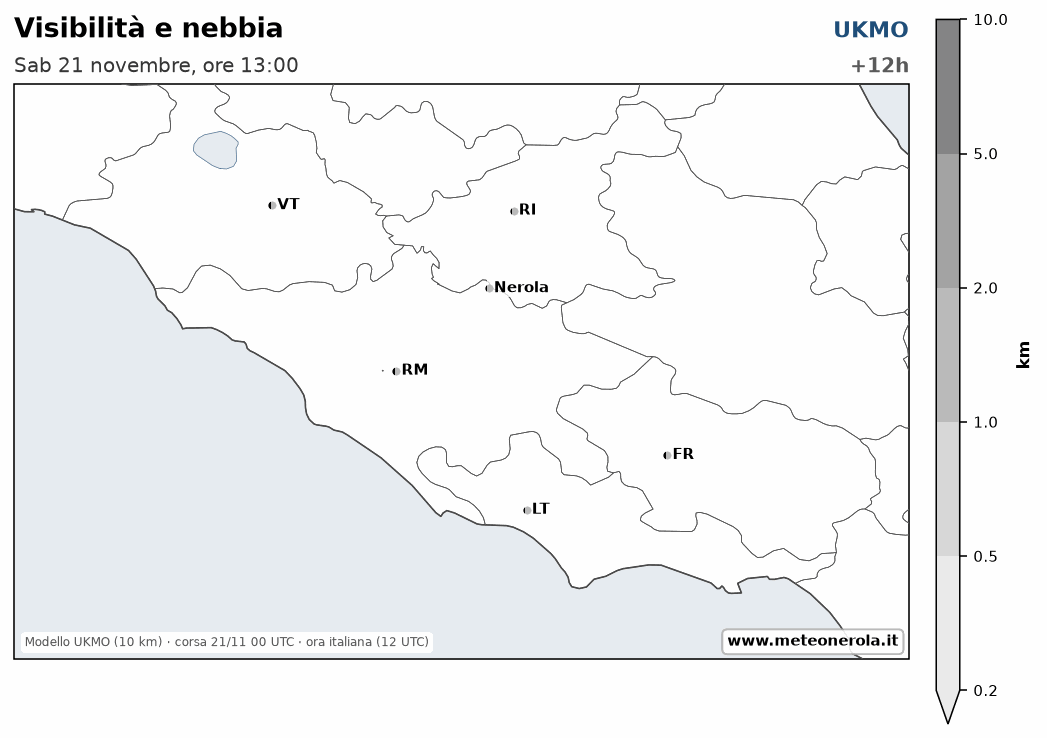 Visibilità e nebbia
UKMO
Sab 21 novembre, ore 13:00
+12h
VT
RI
Nerola
RM
FR
LT
Modello UKMO (10 km) · corsa 21/11 00 UTC · ora italiana (12 UTC)
www.meteonerola.it
10.0
5.0
2.0
1.0
0.5
0.2
km